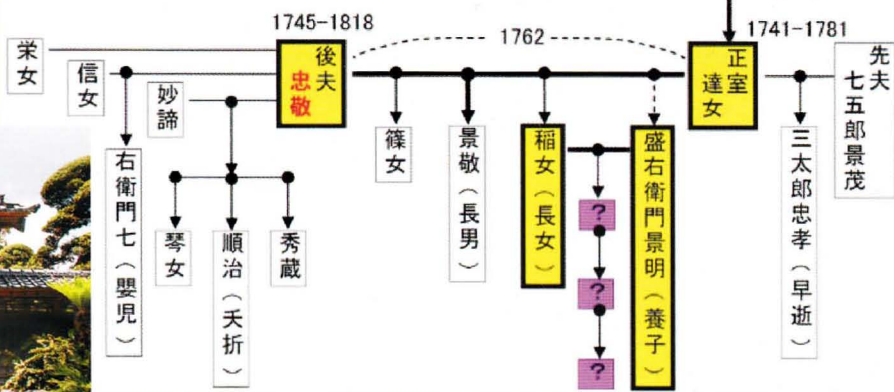 1745-1818
1762
1741-1781
栄女
信女
妙諦
後夫
忠敬
正室
達女
先夫
七五郎景茂
右衛門七（嬰児）
琴女
順治（夭折）
秀蔵
篠女
景敬（長男）
稲女（長女）
盛右衛門景明（養子）
三太郎忠孝（早逝）
?
?
?